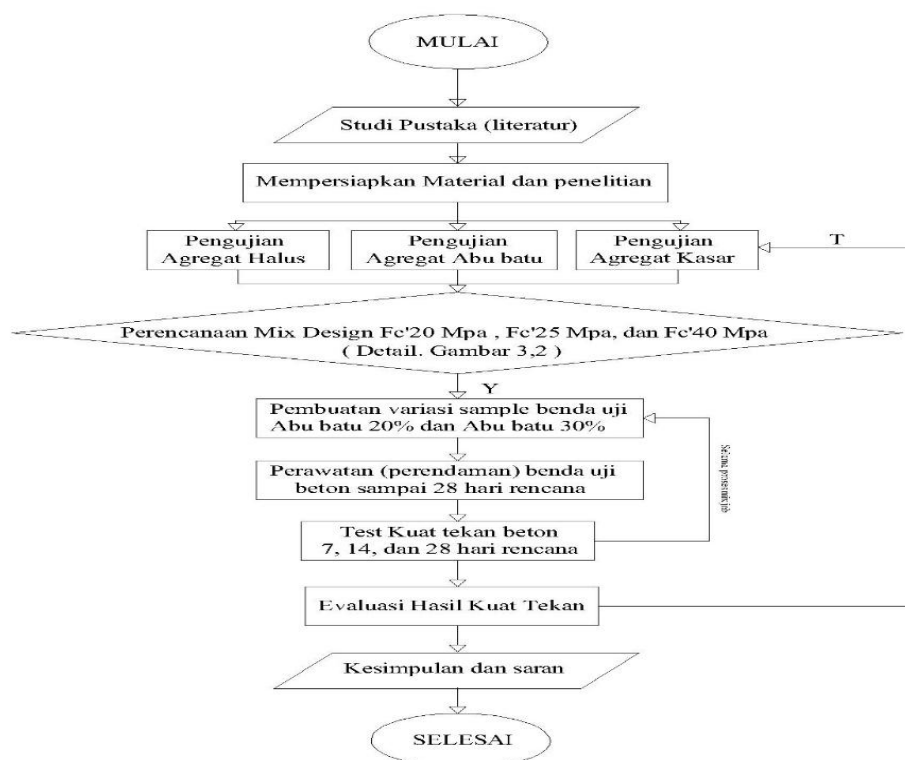 MULAI
Studi Pustaka (literatur)
Mempersiapkan Material dan penelitian
Pengujian
Agregat Halus
Pengujian
Agregat Abu batu
Pengujian
Agregat Kasar
T
Perencanaan Mix Design Fc'20 Mpa , Fc'25 Mpa, dan Fc'40 Mpa
( Detail. Gambar 3,2 )
Y
Pembuatan variasi sample benda uji
Abu batu 20% dan Abu batu 30%
Perawatan (perendaman) benda uji
beton sampai 28 hari rencana
Test Kuat tekan beton
7, 14, dan 28 hari rencana
Evaluasi Hasil Kuat Tekan
Kesimpulan dan saran
SELESAI